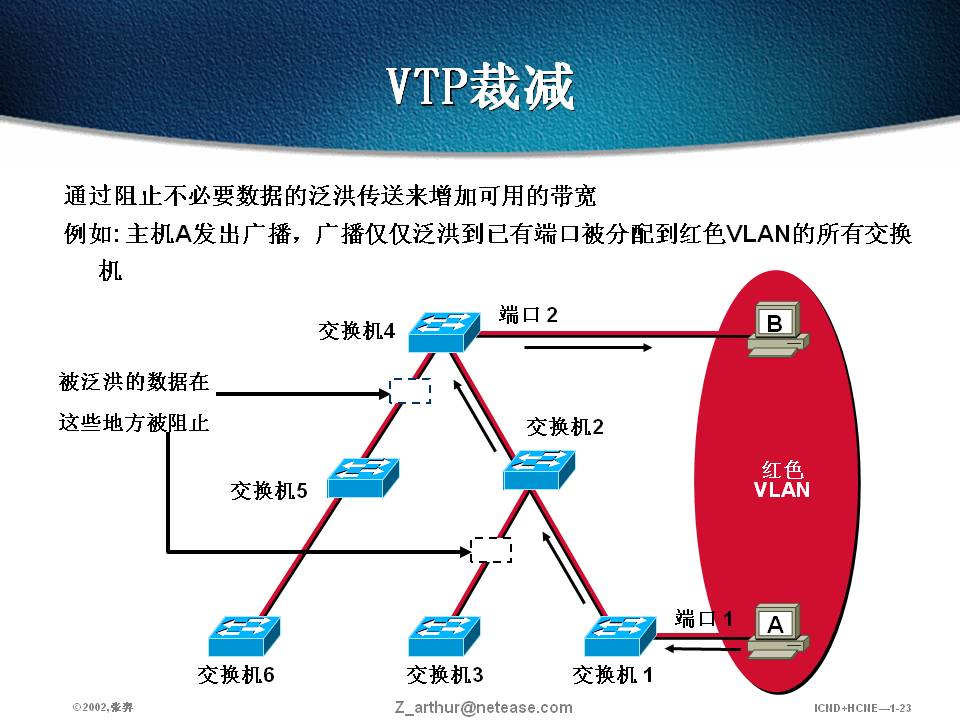 VTP裁减
通过阻止不必要数据的泛洪传送来增加可用的带宽
例如: 主机A发出广播，广播仅仅泛洪到已有端口被分配到红色VLAN的所有交换
机
交换机4
端口 2
B
被泛洪的数据在
这些地方被阻止
交换机2
交换机5
红色
VLAN
端口 1
A
交换机6
交换机3
交换机 1
©2002,张弈
Z_arthur@netease.com
ICND+HCNE—1-23